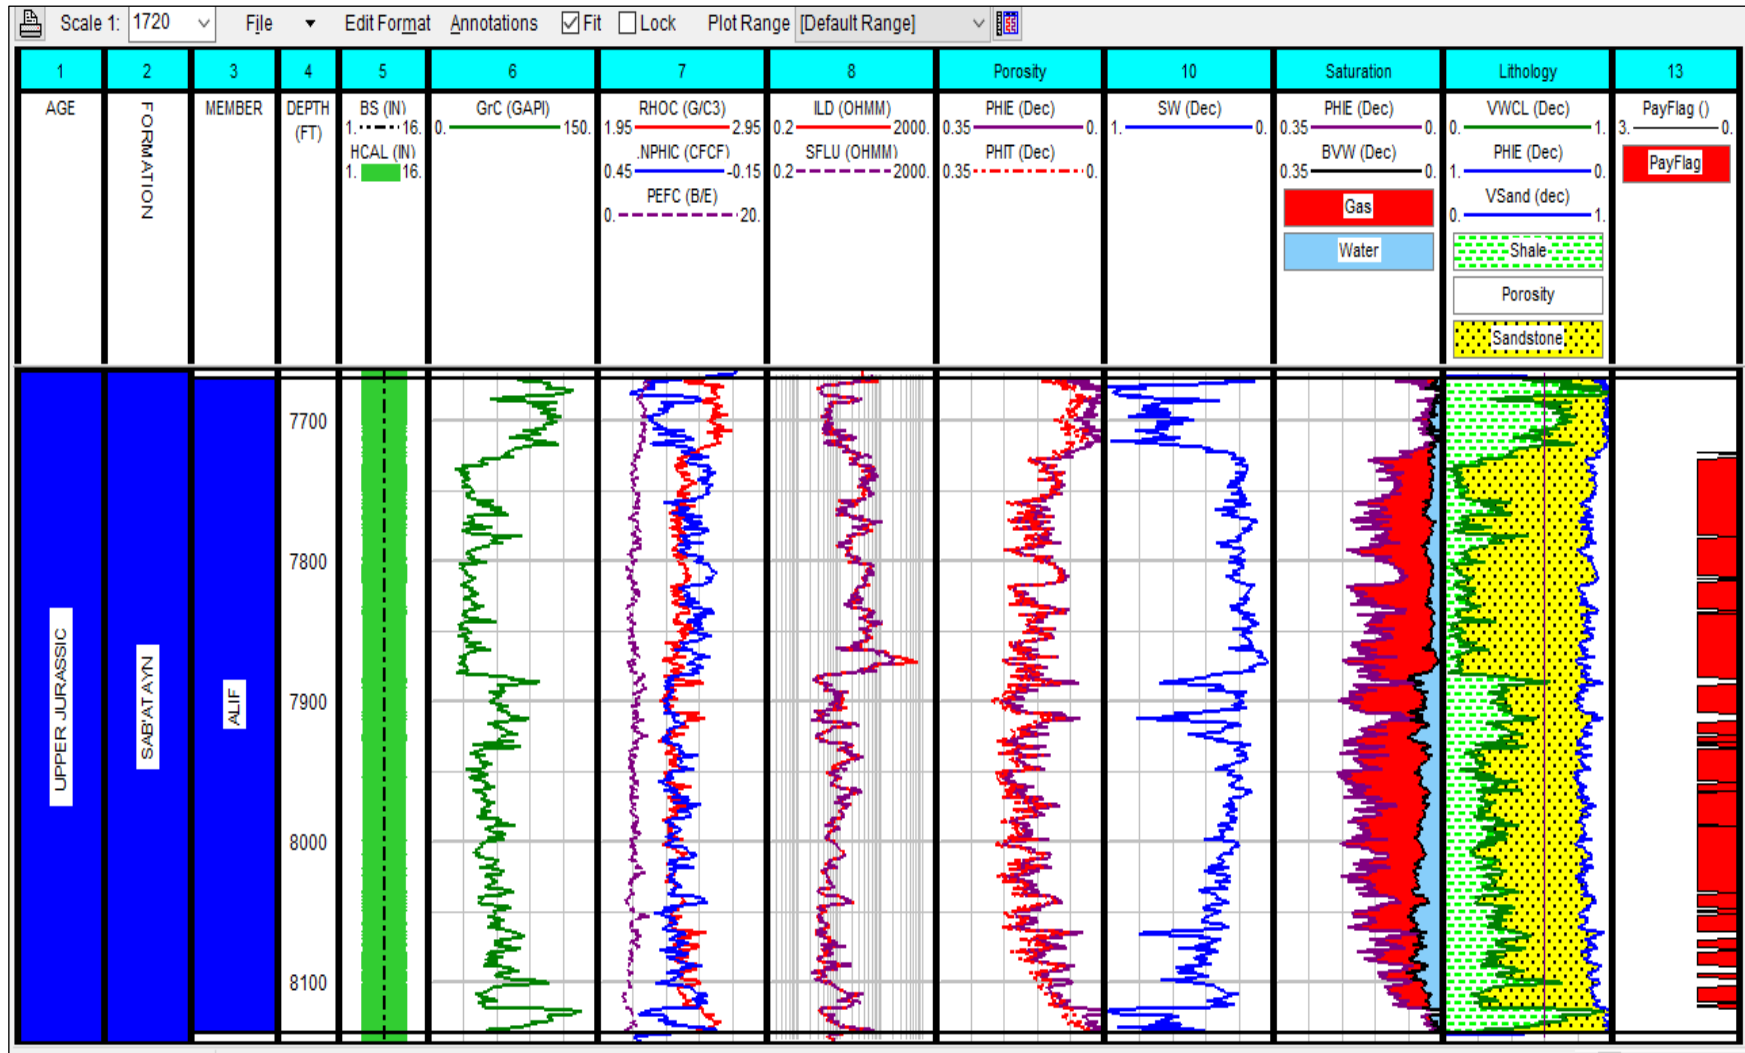 Scale 1: 1720 File Edit Format Annotations Fit Lock Plot Range [Default Range]
1 2 3 4 5 6 7 8 Porosity 10 Saturation Lithology 13
AGE
FORMATION
MEMBER
DEPTH
(FT)
BS (IN)
1. 16.
HCAL (IN)
1. 16.
GrC (GAPI)
0. 150.
RHOC (G/C3)
1.95 2.95
.NPHIC (CFCF)
0.45 -0.15
PEFC (B/E)
0. 20.
ILD (OHMM)
0.2 2000.
SFLU (OHMM)
0.2 2000.
PHIE (Dec)
0.35 0.
PHIT (Dec)
0.35 0.
SW (Dec)
1. 0.
PHIE (Dec)
0.35 0.
BVW (Dec)
0.35 0.
Gas
Water
VWCL (Dec)
0. 1.
PHIE (Dec)
1. 0.
VSand (dec)
0. 1.
Shale
Porosity
Sandstone
PayFlag ()
3. 0.
PayFlag
UPPER JURASSIC
SAB'AT AYN
ALIF
7700
7800
7900
8000
8100